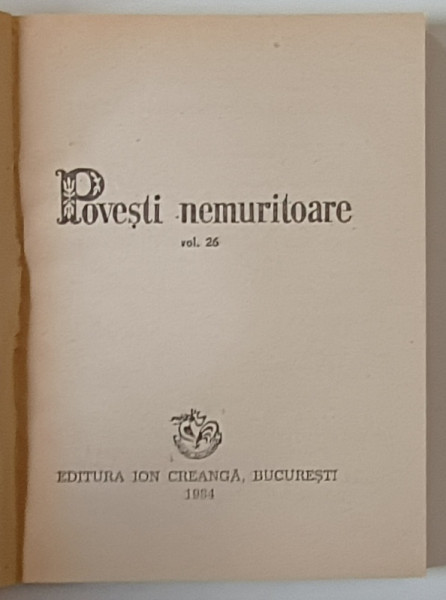 Povești nemuritoare
vol. 26
EDITURA ION CREANGĂ, BUCUREȘTI
1984